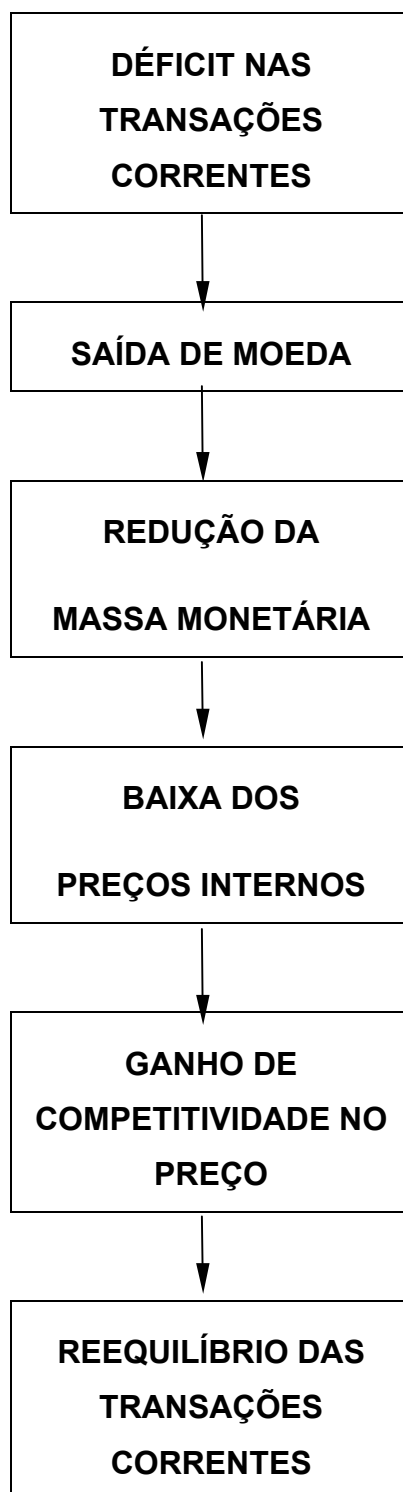 DÉFICIT NAS
TRANSAÇÕES
CORRENTES
SAÍDA DE MOEDA
REDUÇÃO DA
MASSA MONETÁRIA
BAIXA DOS
PREÇOS INTERNOS
GANHO DE
COMPETITIVIDADE NO
PREÇO
REEQUILÍBRIO DAS
TRANSAÇÕES
CORRENTES